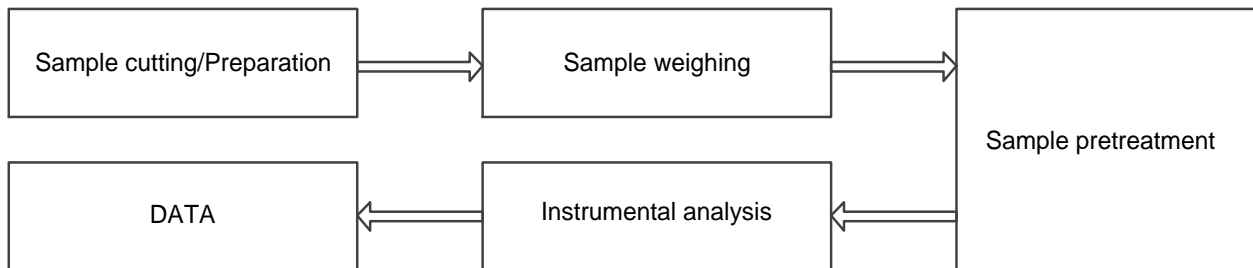 Sample cutting/Preparation
Sample weighing
Sample pretreatment
Instrumental analysis
DATA